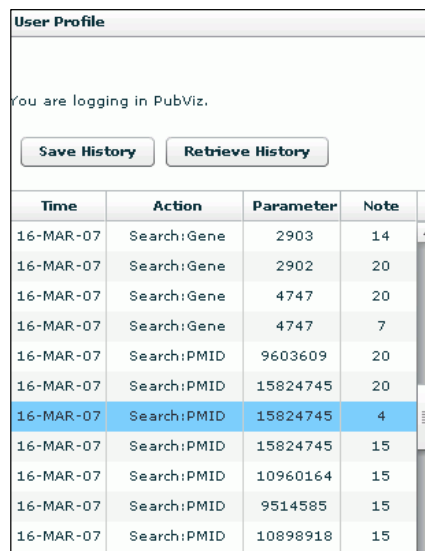 User Profile
You are logging in PubViz.
Save History Retrieve History
Time Action Parameter Note
16-MAR-07 Search:Gene 2903 14
16-MAR-07 Search:Gene 2902 20
16-MAR-07 Search:Gene 4747 20
16-MAR-07 Search:Gene 4747 7
16-MAR-07 Search:PMID 9603609 20
16-MAR-07 Search:PMID 15824745 20
16-MAR-07 Search:PMID 15824745 4
16-MAR-07 Search:PMID 15824745 15
16-MAR-07 Search:PMID 10960164 15
16-MAR-07 Search:PMID 9514585 15
16-MAR-07 Search:PMID 10898918 15